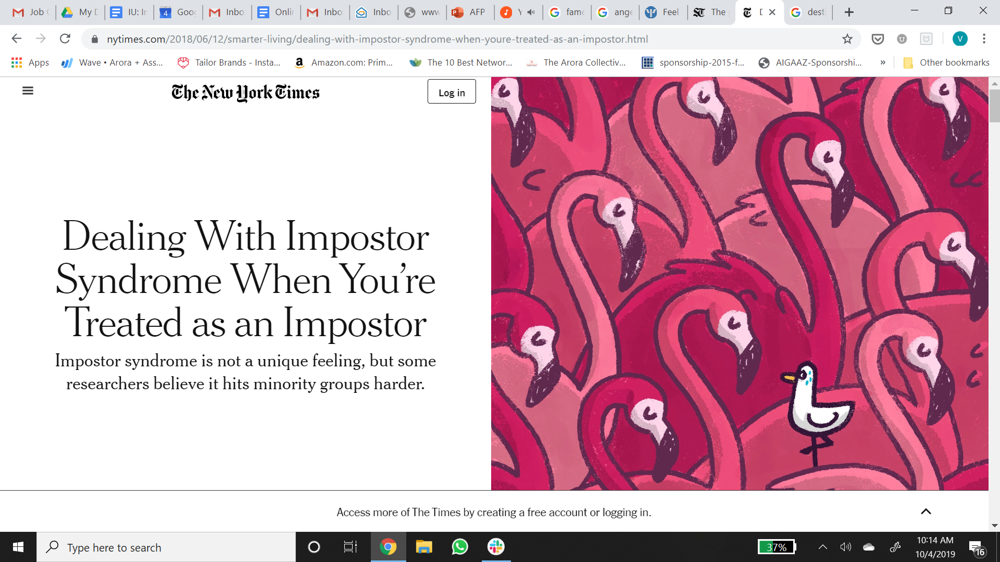 Job
My D
IU: In
Goog
Inbo
Onlin
Inbo
Inbo
www
AFP
Y
famo
ange
Feel
The
D
desti
nytimes.com/2018/06/12/smarter-living/dealing-with-impostor-syndrome-when-youre-treated-as-an-impostor.html
V
Apps
Wave • Arora + Ass...
Tailor Brands - Insta...
Amazon.com: Prim...
The 10 Best Networ...
The Arora Collectiv...
sponsorship-2015-f...
AIGAAZ-Sponsorshi...
»
Other bookmarks
The New York Times
Log in
Dealing With Impostor
Syndrome When You’re
Treated as an Impostor
Impostor syndrome is not a unique feeling, but some
researchers believe it hits minority groups harder.
Access more of The Times by creating a free account or logging in.
Type here to search
37%
10:14 AM
10/4/2019
16